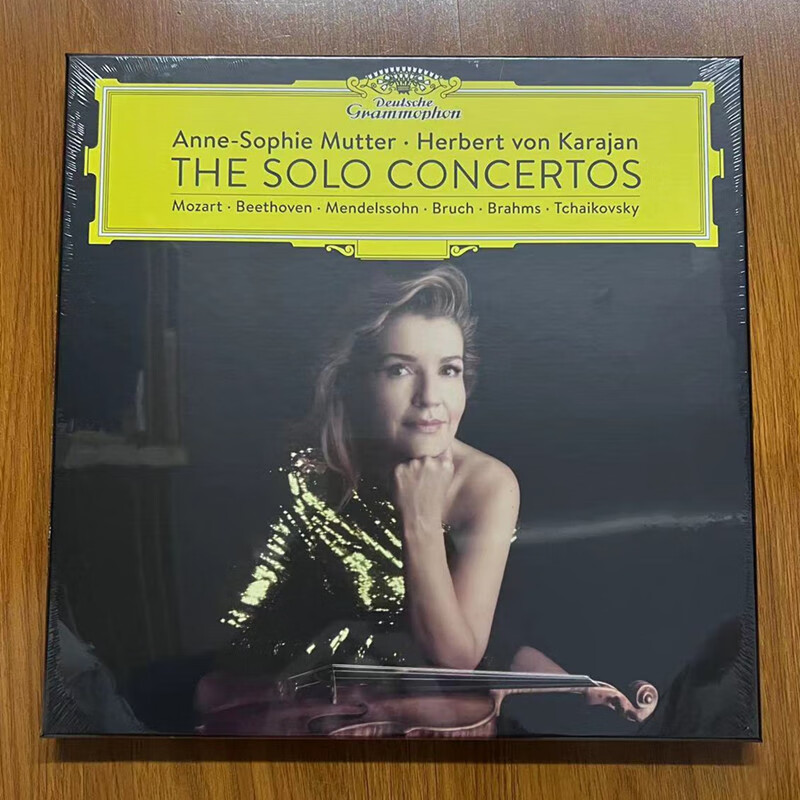 Deutsche
Grammophon
Anne-Sophie Mutter · Herbert von Karajan
THE SOLO CONCERTOS
Mozart · Beethoven · Mendelssohn · Bruch · Brahms · Tchaikovsky